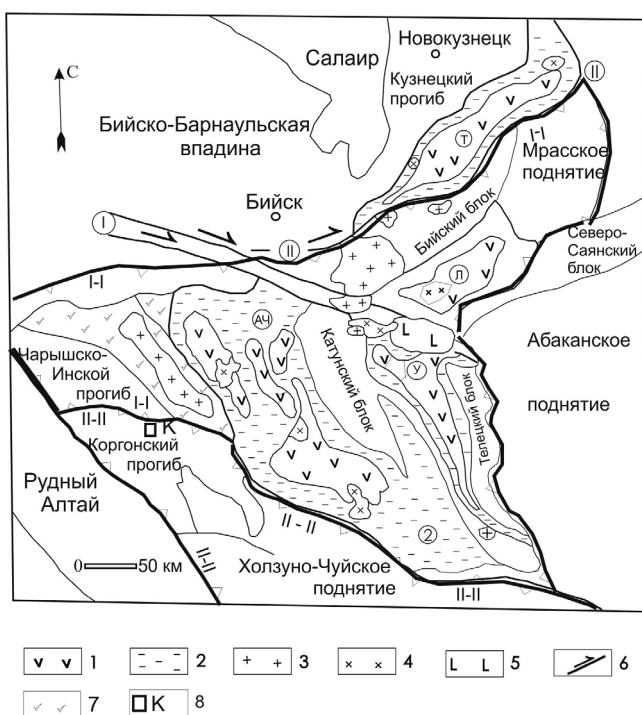 Новокузнецк
Салаир
Кузнецкий
прогиб
С
II
Т
I-I
Мрасское
поднятие
Бийско-Барнаульская
впадина
Бийск
I
II
Бийский блок
Северо-
Саянский
блок
Л
I-I
АЧ
L L
L
Катунский блок
У
Абаканское
поднятие
Телецкий блок
Чарышско-
Инской
прогиб
I-I
II-II
К
Коргонский
прогиб
Рудный
Алтай
II-II
2
II-II
0 50 км
Холзуно-Чуйское
поднятие
II-II
v v 1
2
+ + 3
× × 4
L L 5
6
7
К 8